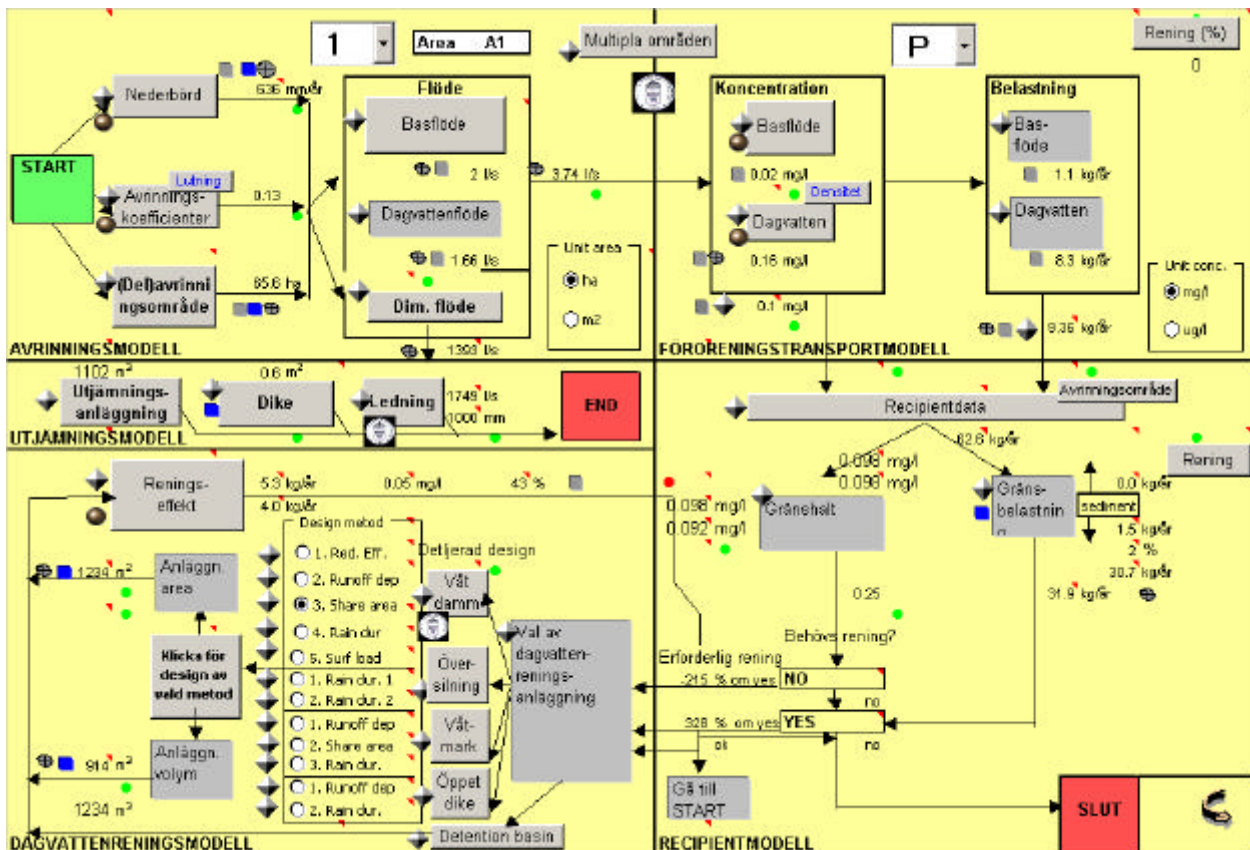 1
Area A1
Multipla områden
P
Rening (%)
0
Nederbörd
636 mm/år
START
Lutning
Avrinnings-
koefficienter
0.13
(Del)avrinni
ngsområde
65.6 ha
AVRINNINGSMODELL
Flöde
Basflöde
2 l/s
3.74 l/s
Dagvattenflöde
1.66 l/s
Dim. flöde
1393 l/s
Unit area
ha
m2
Koncentration
Basflöde
0.02 mg/l
Densitet
Dagvatten
0.16 mg/l
0.1 mg/l
Belastning
Bas-
flöde
1.1 kg/år
Dagvatten
8.3 kg/år
9.36 kg/år
Unit conc.
mg/l
ug/l
FÖRORENINGSTRANSPORTMODELL
1102 m³
Utjämnings-
anläggning
0.6 m²
Dike
Ledning
1749 l/s
1000 mm
END
UTJÄMNINGSMODELL
Avrinningsområde
Recipientdata
62.6 kg/år
0.098 mg/l
0.098 mg/l
Rening
0.098 mg/l
0.092 mg/l
Gränshalt
Gräns-
belastnin
g
0.0 kg/år
sediment
1.5 kg/år
2 %
30.7 kg/år
31.9 kg/år
0.25
Behövs rening?
Erforderlig rening
% om yes
NO
no
328 % om yes
YES
ok
no
Gå till
START
SLUT
RECIPIENTMODELL
Renings-
effekt
5.3 kg/år
0.05 mg/l
43 %
4.0 kg/år
Design metod
1. Red. Eff.
2. Runoff dep
3. Share area
4. Rain dur
5. Surf load
1. Rain dur. 1
2. Rain dur. 2
1. Runoff dep
2. Share area
3. Rain dur.
1. Runoff dep
2. Rain dur.
Detljerad design
Våt
damm
Över-
silning
Våt-
mark
Öppet
dike
Val av
dagvatten-
renings-
anläggning
1234 m²
Anläggn.
area
Klicka för
design av
vald metod
914 m³
Anläggn.
volym
1234 m³
Detention basin
DAGVATTENRENINGSMODELL